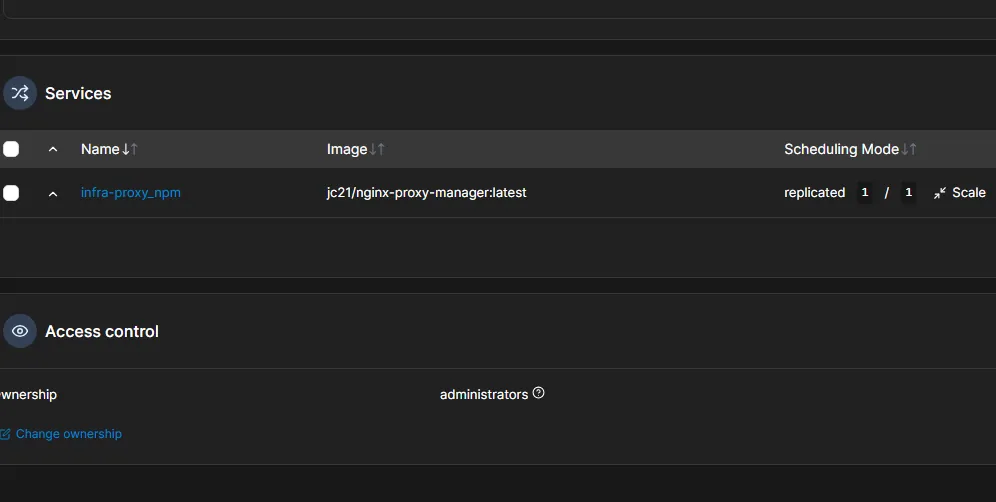 Services
Name Image Scheduling Mode
infra-proxy_npm jc21/nginx-proxy-manager:latest replicated 1 / 1 Scale
Access control
wnership administrators
Change ownership